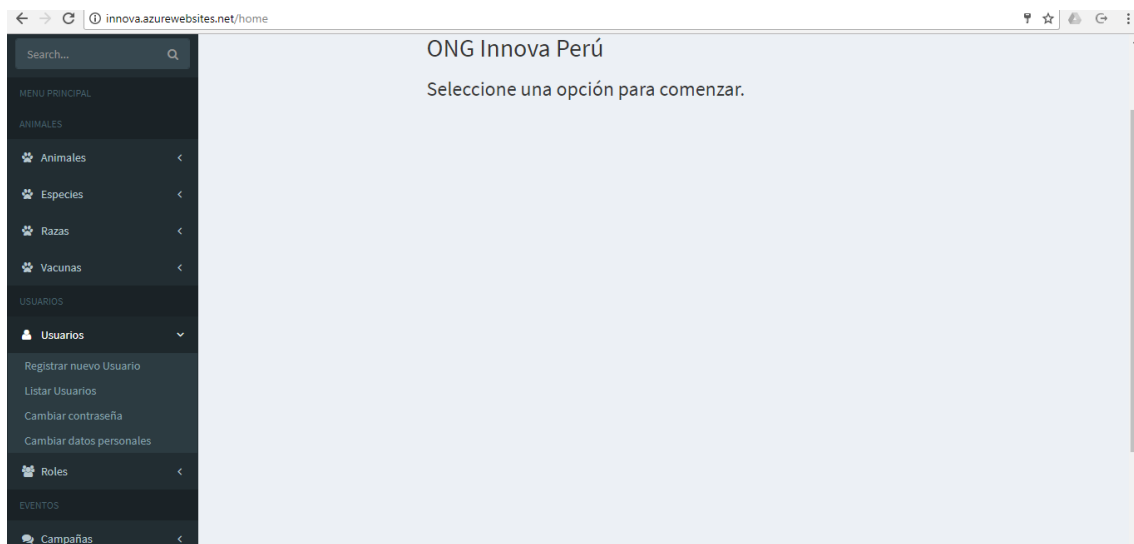 innova.azurewebsites.net/home
Search...
MENU PRINCIPAL
ANIMALES
Animales
Especies
Razas
Vacunas
USUARIOS
Usuarios
Registrar nuevo Usuario
Listar Usuarios
Cambiar contraseña
Cambiar datos personales
Roles
EVENTOS
Campañas
ONG Innova Perú
Seleccione una opción para comenzar.